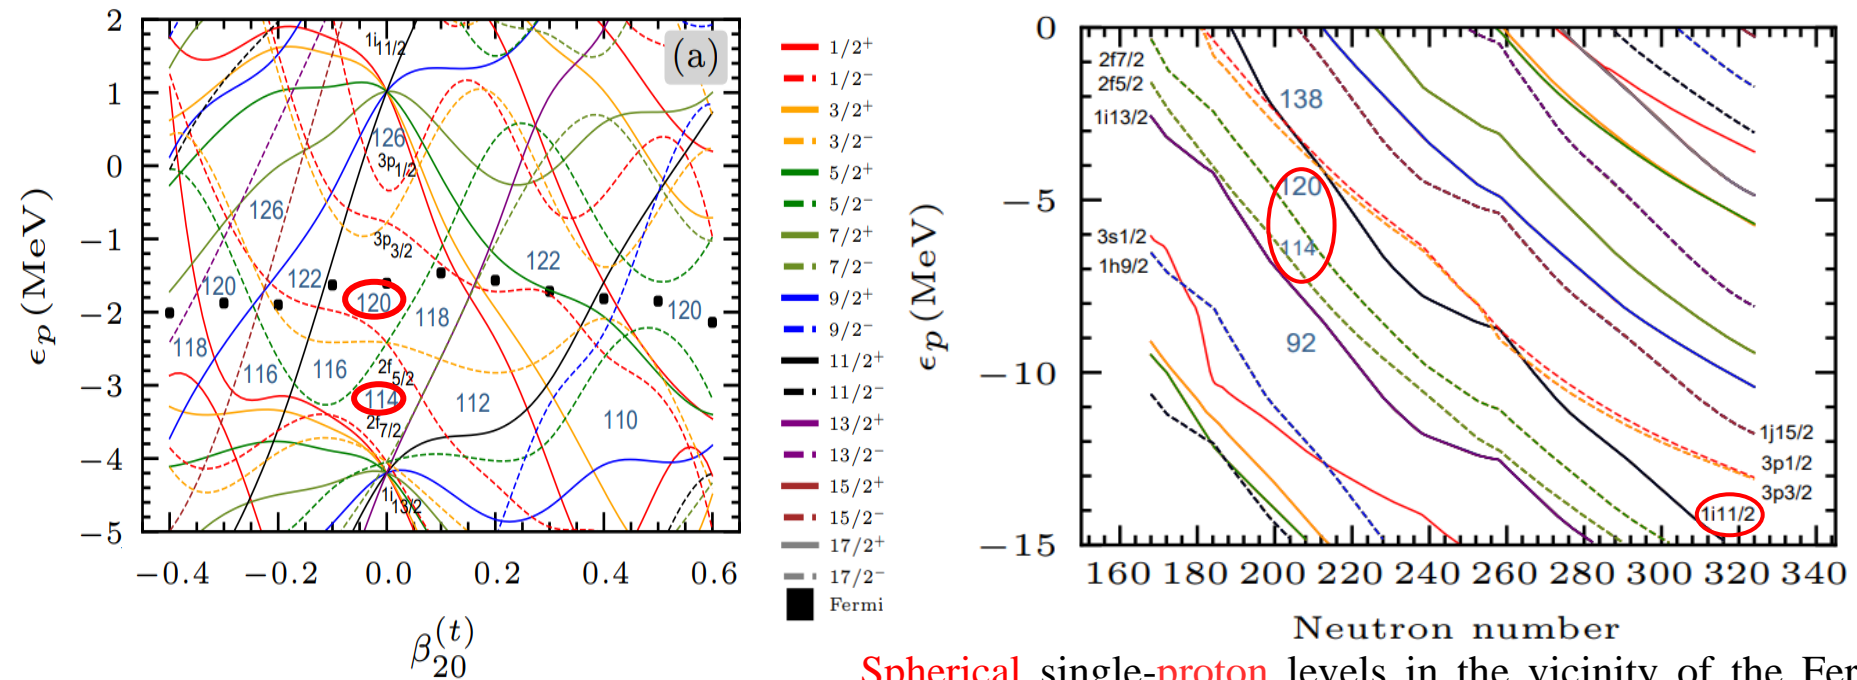 2
1
0
−1
−2
−3
−4
−5
ϵp (MeV)
−0.4 −0.2 0.0 0.2 0.4 0.6
β20(t)
(a)
1i11/2
126
3p1/2
126
3p3/2
120
122
120
122
118
120
118
116
116
2f5/2
114
2f7/2
112
110
1i13/2
1/2+
1/2−
3/2+
3/2−
5/2+
5/2−
7/2+
7/2−
9/2+
9/2−
11/2+
11/2−
13/2+
13/2−
15/2+
15/2−
17/2+
17/2−
Fermi
0
−5
−10
−15
ϵp (MeV)
2f7/2
2f5/2
1i13/2
3s1/2
1h9/2
138
120
114
92
1j15/2
3p1/2
3p3/2
1i11/2
160 180 200 220 240 260 280 300 320 340
Neutron number
Spherical single-proton levels in the vicinity of the Fer